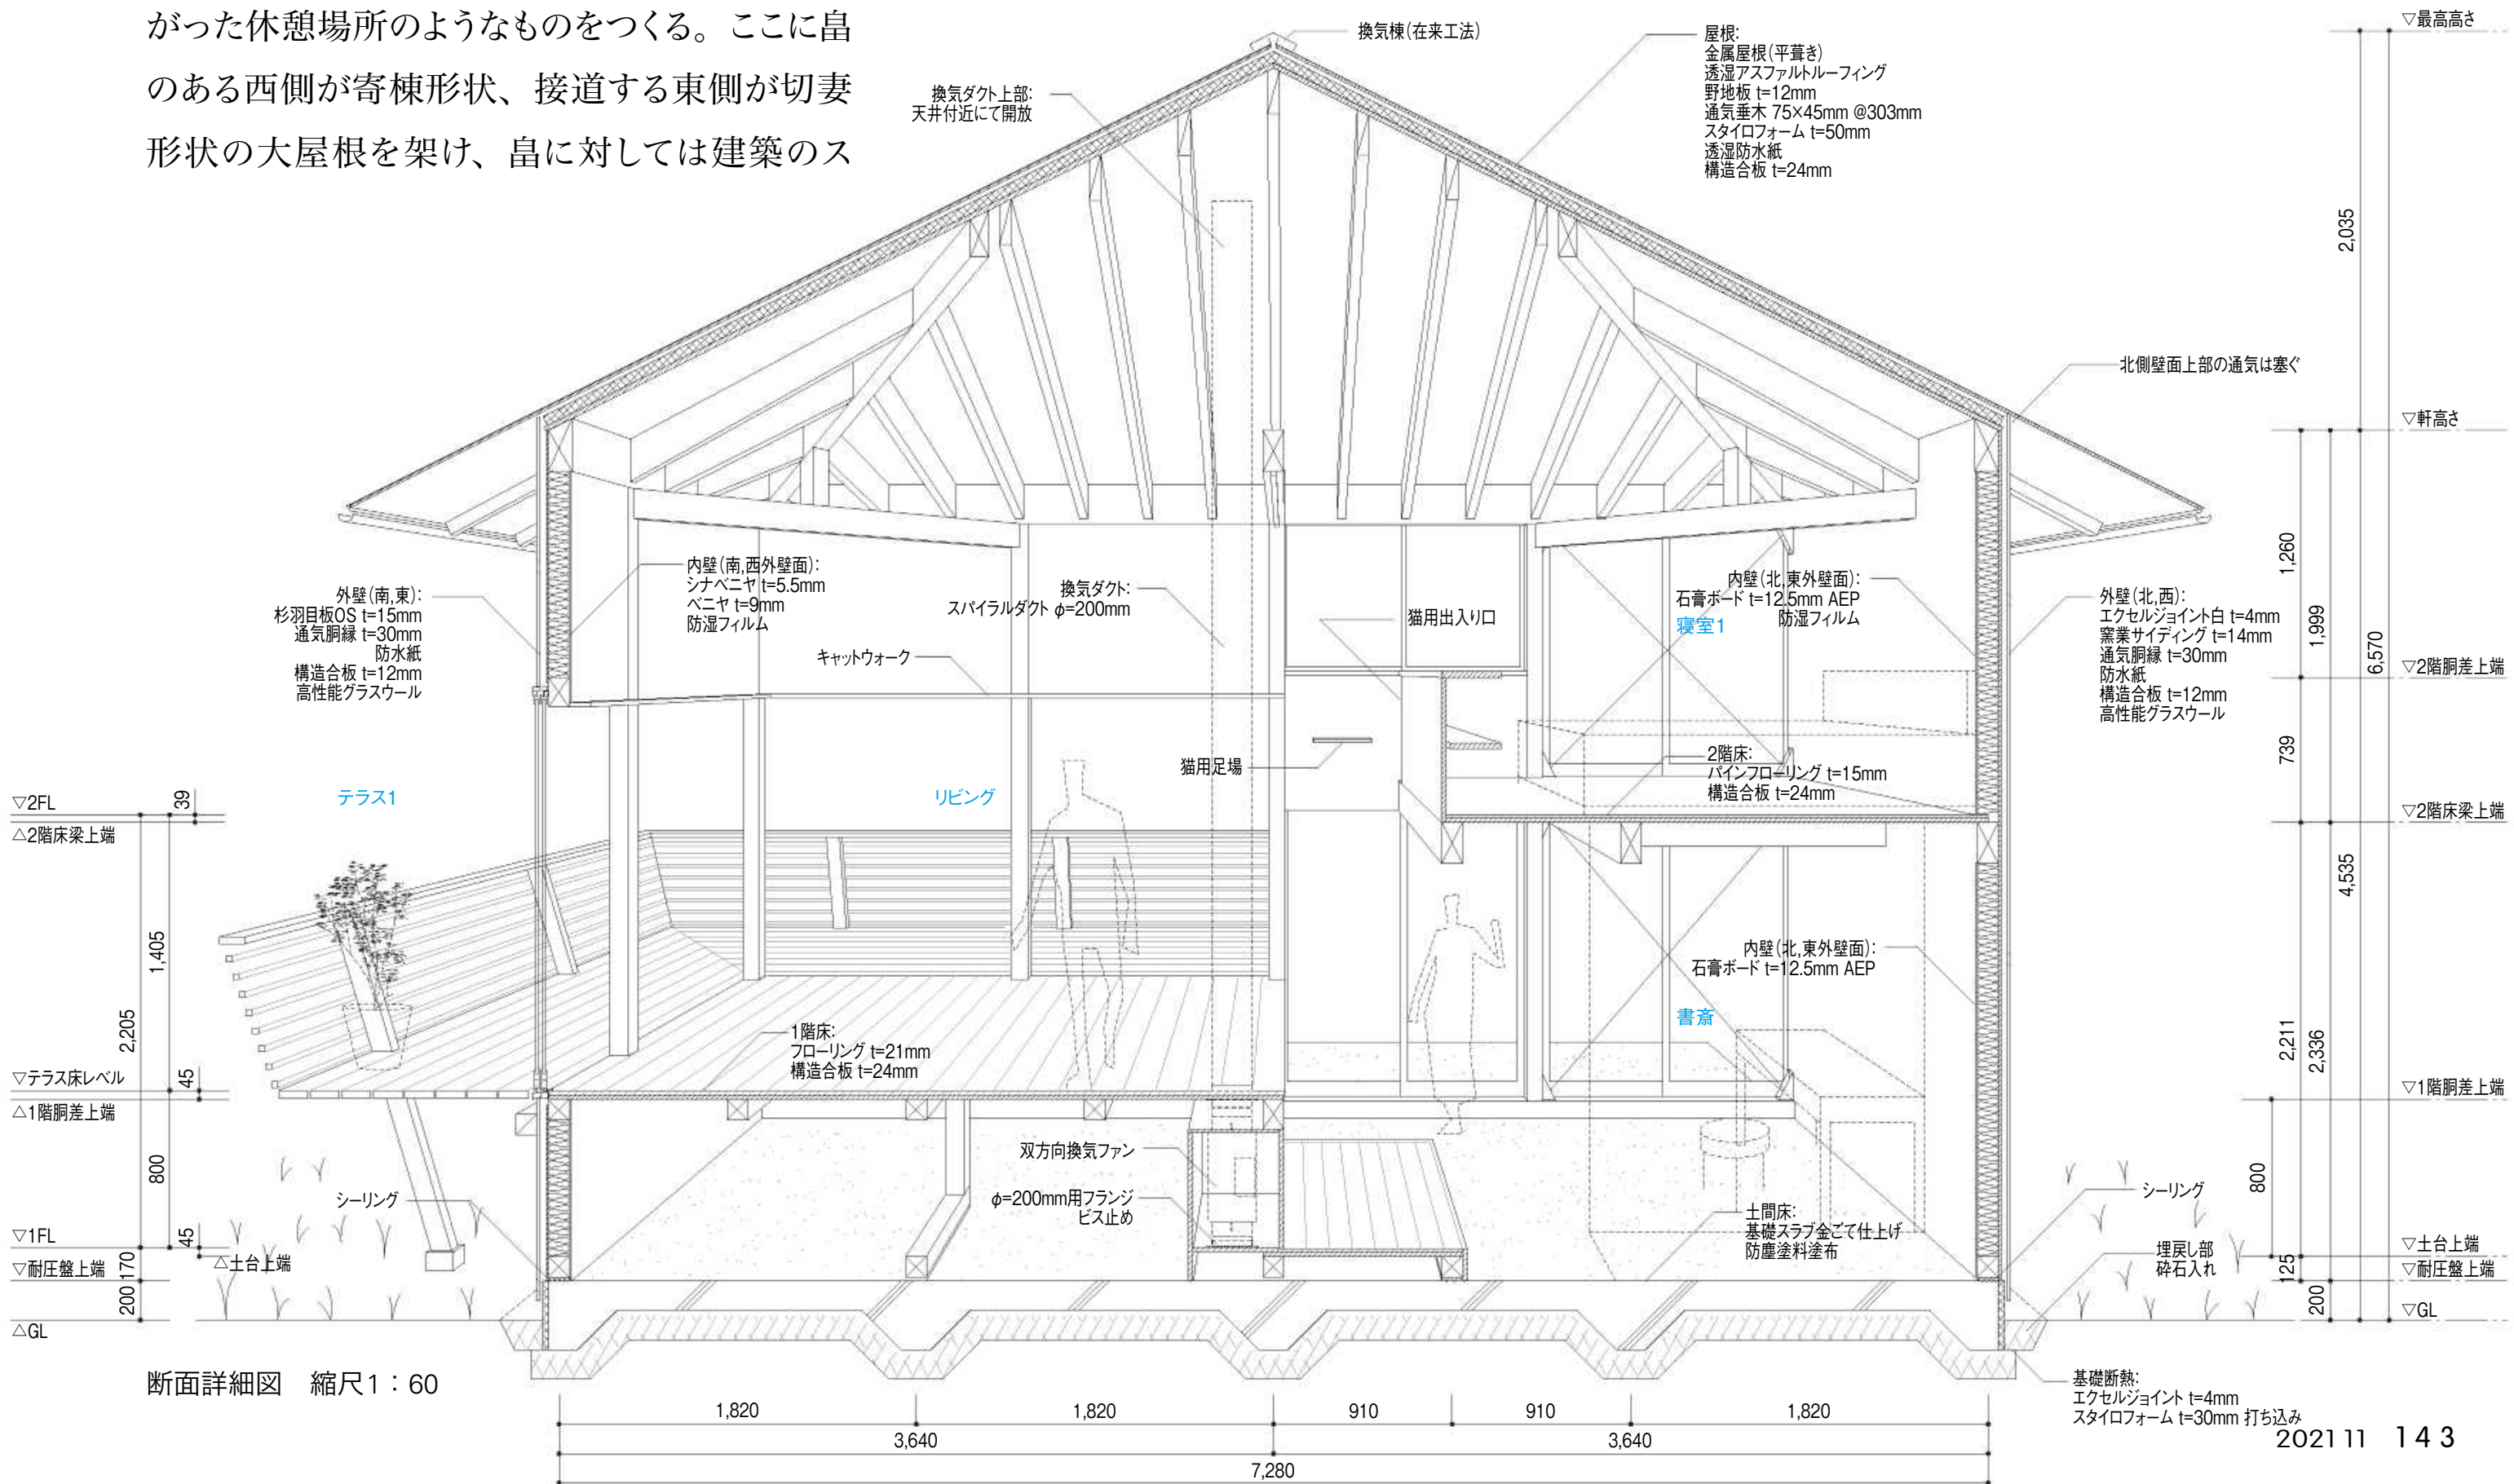 がった休憩場所のようなものをつくる。ここに畠
のある西側が寄棟形状、接道する東側が切妻
形状の大屋根を架け、畠に対しては建築のス
換気棟(在来工法)
換気ダクト上部:
天井付近にて開放
屋根:
金属屋根(平葺き)
透湿アスファルトルーフィング
野地板 t=12mm
通気垂木 75×45mm @303mm
スタイロフォーム t=50mm
透湿防水紙
構造合板 t=24mm
▽最高高さ
2,035
北側壁面上部の通気は塞ぐ
▽軒高さ
外壁(南,東):
杉羽目板OS t=15mm
通気胴縁 t=30mm
防水紙
構造合板 t=12mm
高性能グラスウール
内壁(南,西外壁面):
シナベニヤ t=5.5mm
ベニヤ t=9mm
防湿フィルム
換気ダクト:
スパイラルダクト φ=200mm
キャットウォーク
猫用出入り口
猫用足場
内壁(北,東外壁面):
石膏ボード t=12.5mm AEP
防湿フィルム
寝室1
外壁(北,西):
エクセルジョイント白 t=4mm
窯業サイディング t=14mm
通気胴縁 t=30mm
防水紙
構造合板 t=12mm
高性能グラスウール
1,260
1,999
6,570
▽2階胴差上端
739
2階床:
パインフローリング t=15mm
構造合板 t=24mm
▽2階床梁上端
テラス1
リビング
▽2FL
39
△2階床梁上端
1,405
2,205
▽テラス床レベル
45
△1階胴差上端
800
▽1FL
45
△土台上端
▽耐圧盤上端
170
200
△GL
シーリング
1階床:
フローリング t=21mm
構造合板 t=24mm
双方向換気ファン
φ=200mm用フランジ
ビス止め
内壁(北,東外壁面):
石膏ボード t=12.5mm AEP
書斎
土間床:
基礎スラブ金ごて仕上げ
防塵塗料塗布
4,535
2,211
2,336
▽1階胴差上端
800
シーリング
埋戻し部
砕石入れ
▽土台上端
125
▽耐圧盤上端
200
▽GL
基礎断熱:
エクセルジョイント t=4mm
スタイロフォーム t=30mm 打ち込み
断面詳細図 縮尺1:60
1,820
1,820
910
910
1,820
3,640
3,640
7,280
2021 11 143